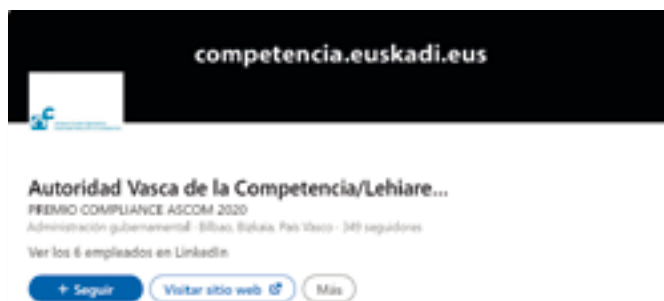 competencia.euskadi.eus
Autoridad Vasca de la Competencia/Lehiare...
PREMIO COMPLIANCE ASCOM 2020
Administración gubernamental · Bilbao, Bizkaia, País Vasco · 349 seguidores
Ver los 6 empleados en LinkedIn
+ Seguir Visitar sitio web Más